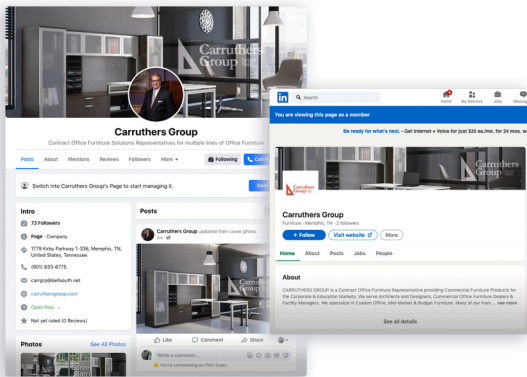 Carruthers
Group
Carruthers Group
Contract Office Furniture Solutions Representatives for multiple lines of Office Furniture
Posts
About
Mentions
Reviews
Followers
More
Following
Switch into Carruthers Group's Page to start managing it.
Intro
73 Followers
Page · Company
1779 Kirby Parkway 1-336, Memphis, TN,
United States, Tennessee
(901) 833-6775
carrgrp@bellsouth.net
carruthersgroup.com
Open Now
Not yet rated (0 Reviews)
Photos
See All Photos
Posts
Carruthers Group updated their cover photo.
Carruthers
Group
Like
Comment
Share
Write a comment...
You're commenting as Chris Coles.
in
Search
Home
My Network
Jobs
You are viewing this page as a member
Be ready for what's next. - Get Internet + Voice for just $35 ea./mo. for 24 mos. w
Carruthers
Group
Carruthers
Group
Carruthers Group
Furniture · Memphis, TN · 2 followers
+ Follow
Visit website
More
Home
About
Posts
Jobs
People
About
CARRUTHERS GROUP is a Contract Office Furniture Representative providing Commercial Furniture Products for
the Corporate & Education Markets. We serve Architects and Designers, Commercial Office Furniture Dealers &
Facility Managers. We specialize in Custom Office, Mid-Market & Budget Furniture. Many of our lines ... see more
See all details